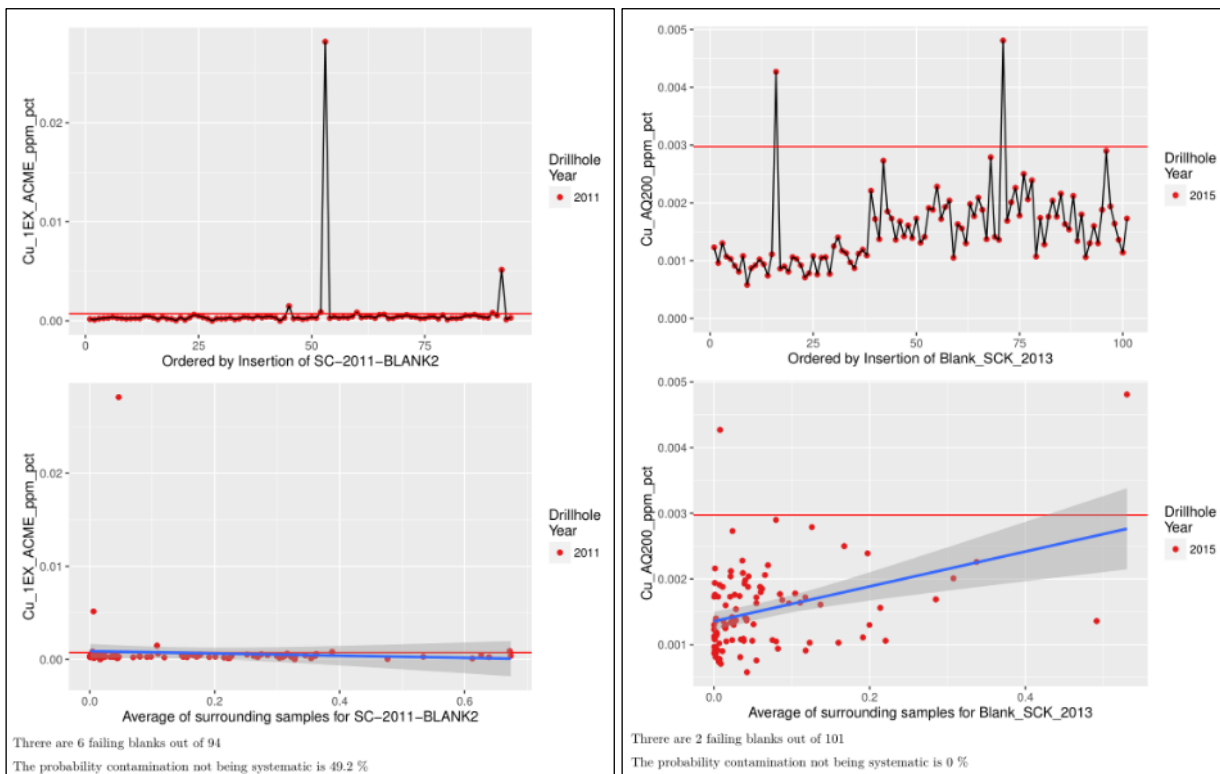 Cu_1EX_ACME_ppm_pct
0.02
0.01
0.00
0
25
50
75
Ordered by Insertion of SC-2011-BLANK2
Drillhole
Year
2011
Cu_1EX_ACME_ppm_pct
0.02
0.01
0.00
0.0
0.2
0.4
0.6
Average of surrounding samples for SC-2011-BLANK2
Drillhole
Year
2011
Threre are 6 failing blanks out of 94
The probability contamination not being systematic is 49.2 %
Cu_AQ200_ppm_pct
0.005
0.004
0.003
0.002
0.001
0.000
0
25
50
75
100
Ordered by Insertion of Blank_SCK_2013
Drillhole
Year
2015
Cu_AQ200_ppm_pct
0.005
0.004
0.003
0.002
0.001
0.0
0.2
0.4
Average of surrounding samples for Blank_SCK_2013
Drillhole
Year
2015
Threre are 2 failing blanks out of 101
The probability contamination not being systematic is 0 %